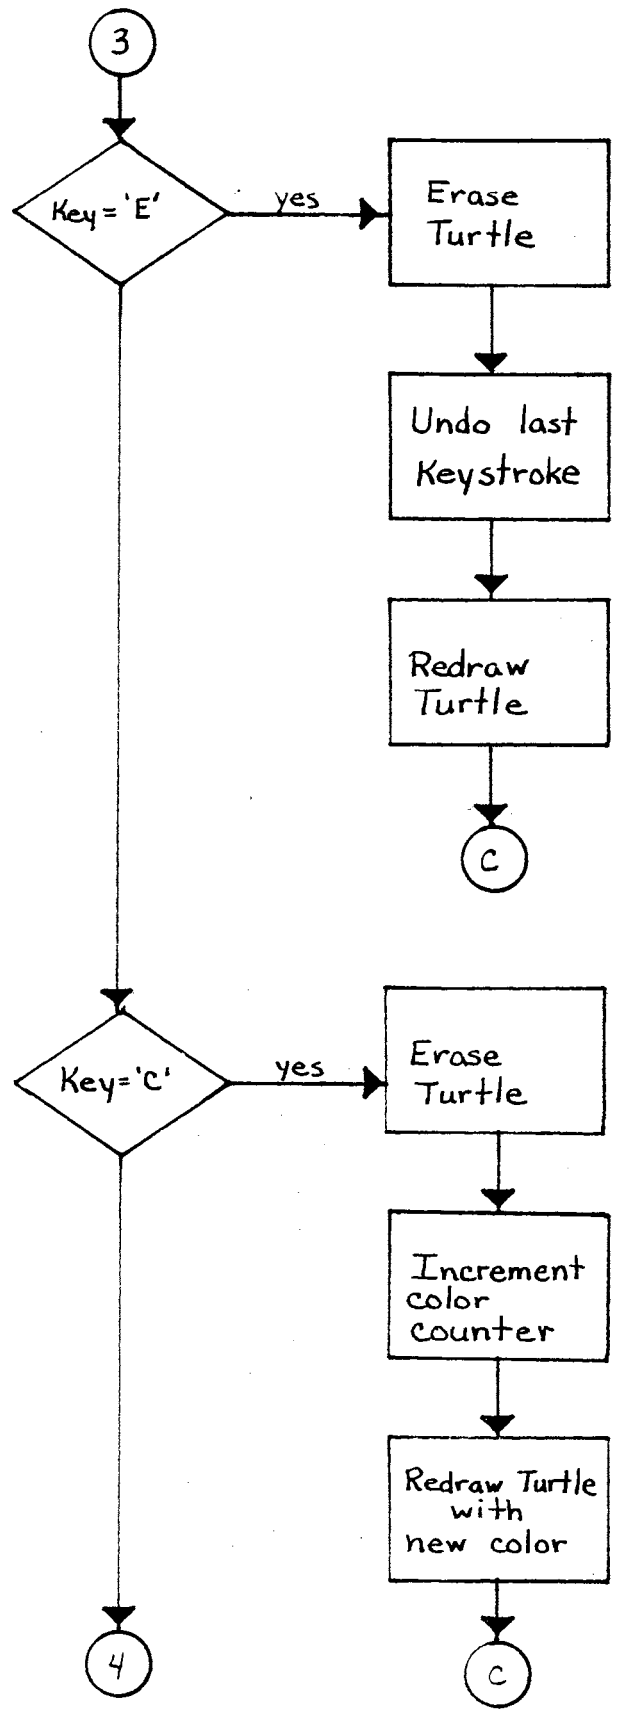 3
Key='E'
yes
Erase
Turtle
Undo last
Keystroke
Redraw
Turtle
C
Key='C'
yes
Erase
Turtle
Increment
color
counter
Redraw Turtle
with
new color
C
4